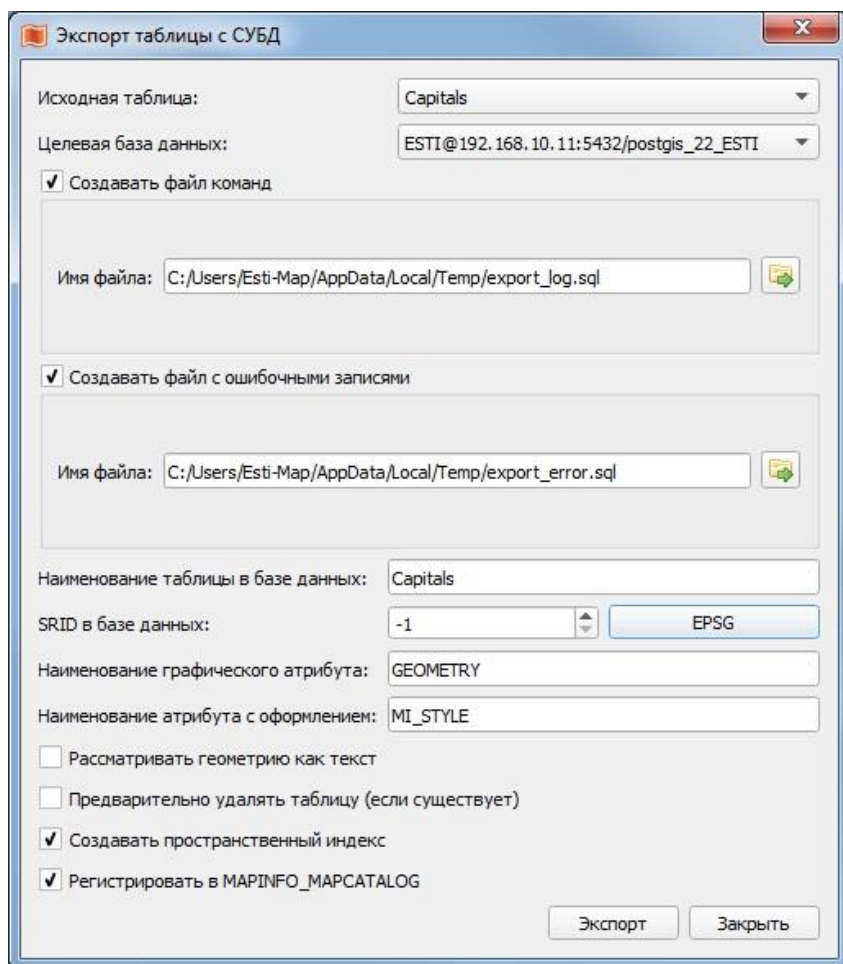 Экспорт таблицы с СУБД
Исходная таблица: Capitals
Целевая база данных: ESTI@192.168.10.11:5432/postgis_22_ESTI
Создавать файл команд
Имя файла: C:/Users/Esti-Map/AppData/Local/Temp/export_log.sql
Создавать файл с ошибочными записями
Имя файла: C:/Users/Esti-Map/AppData/Local/Temp/export_error.sql
Наименование таблицы в базе данных: Capitals
SRID в базе данных: -1 EPSG
Наименование графического атрибута: GEOMETRY
Наименование атрибута с оформлением: MI_STYLE
Рассматривать геометрию как текст
Предварительно удалять таблицу (если существует)
Создавать пространственный индекс
Регистрировать в MAPINFO_MAPCATALOG
Экспорт Закрыть